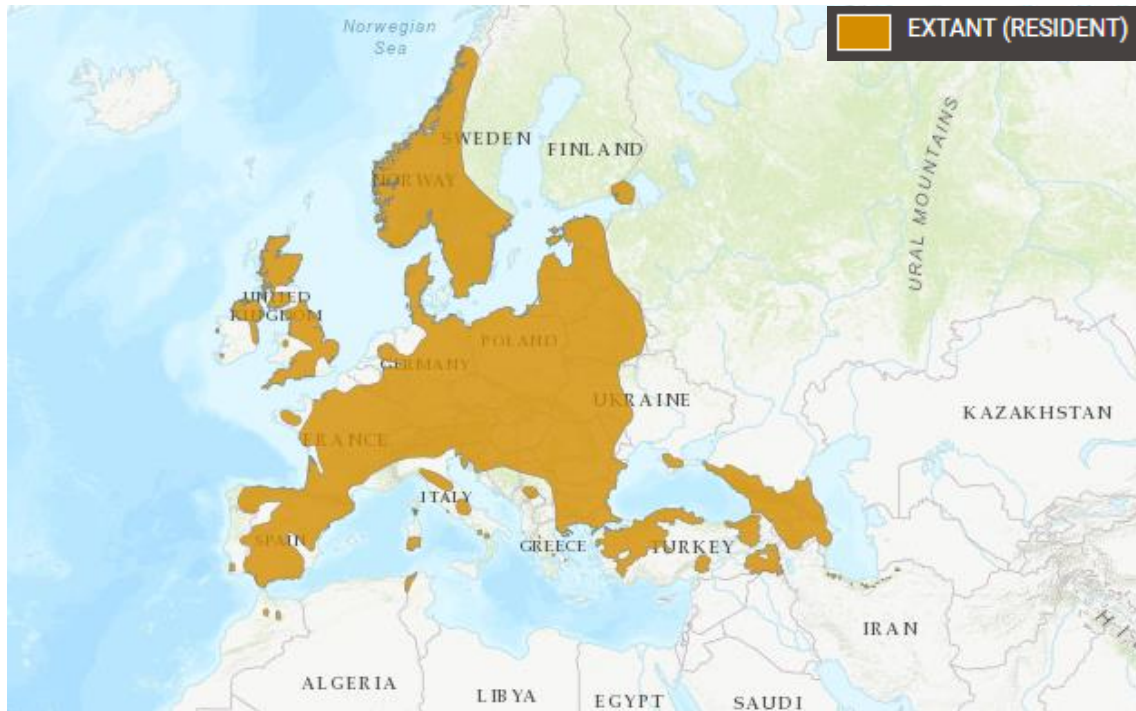 EXTANT (RESIDENT)
Norwegian
Sea
SWEDEN
FINLAND
NORWAY
URAL MOUNTAINS
UNITED
KINGDOM
POLAND
GERMANY
UKRAINE
KAZAKHSTAN
FRANCE
ITALY
SPAIN
GREECE
TURKEY
IRAN
ALGERIA
LIBYA
EGYPT
SAUDI